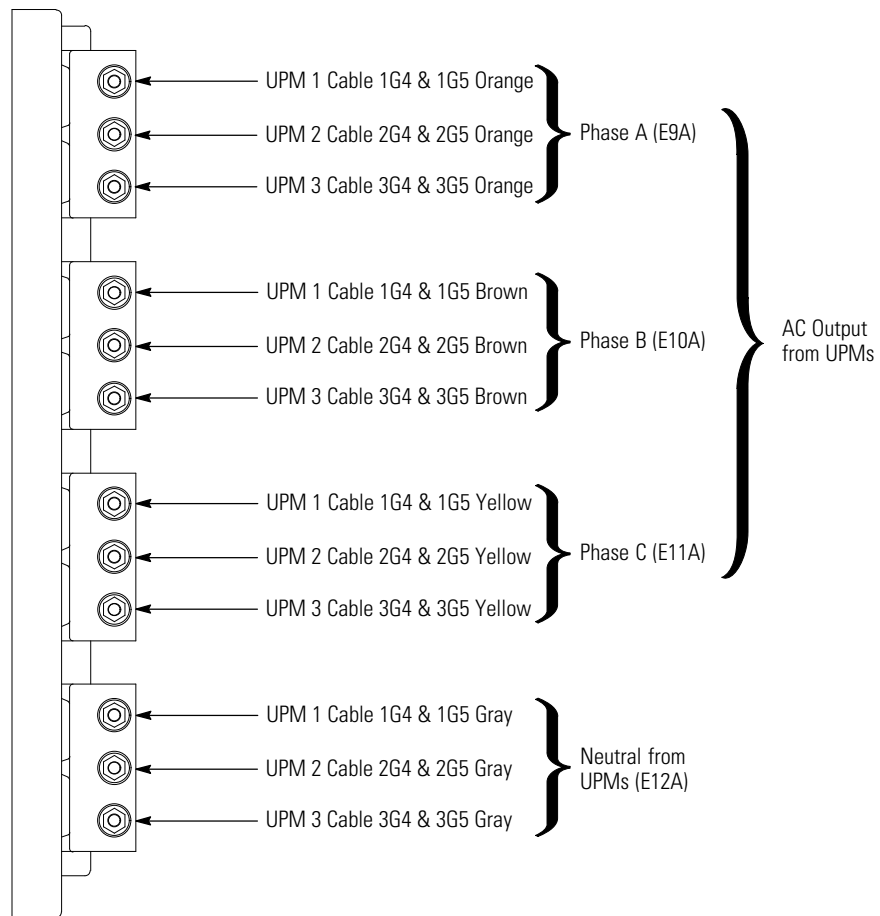 UPM 1 Cable 1G4 & 1G5 Orange
UPM 2 Cable 2G4 & 2G5 Orange
UPM 3 Cable 3G4 & 3G5 Orange
Phase A (E9A)
UPM 1 Cable 1G4 & 1G5 Brown
UPM 2 Cable 2G4 & 2G5 Brown
UPM 3 Cable 3G4 & 3G5 Brown
Phase B (E10A)
UPM 1 Cable 1G4 & 1G5 Yellow
UPM 2 Cable 2G4 & 2G5 Yellow
UPM 3 Cable 3G4 & 3G5 Yellow
Phase C (E11A)
AC Output
from UPMs
UPM 1 Cable 1G4 & 1G5 Gray
UPM 2 Cable 2G4 & 2G5 Gray
UPM 3 Cable 3G4 & 3G5 Gray
Neutral from
UPMs (E12A)